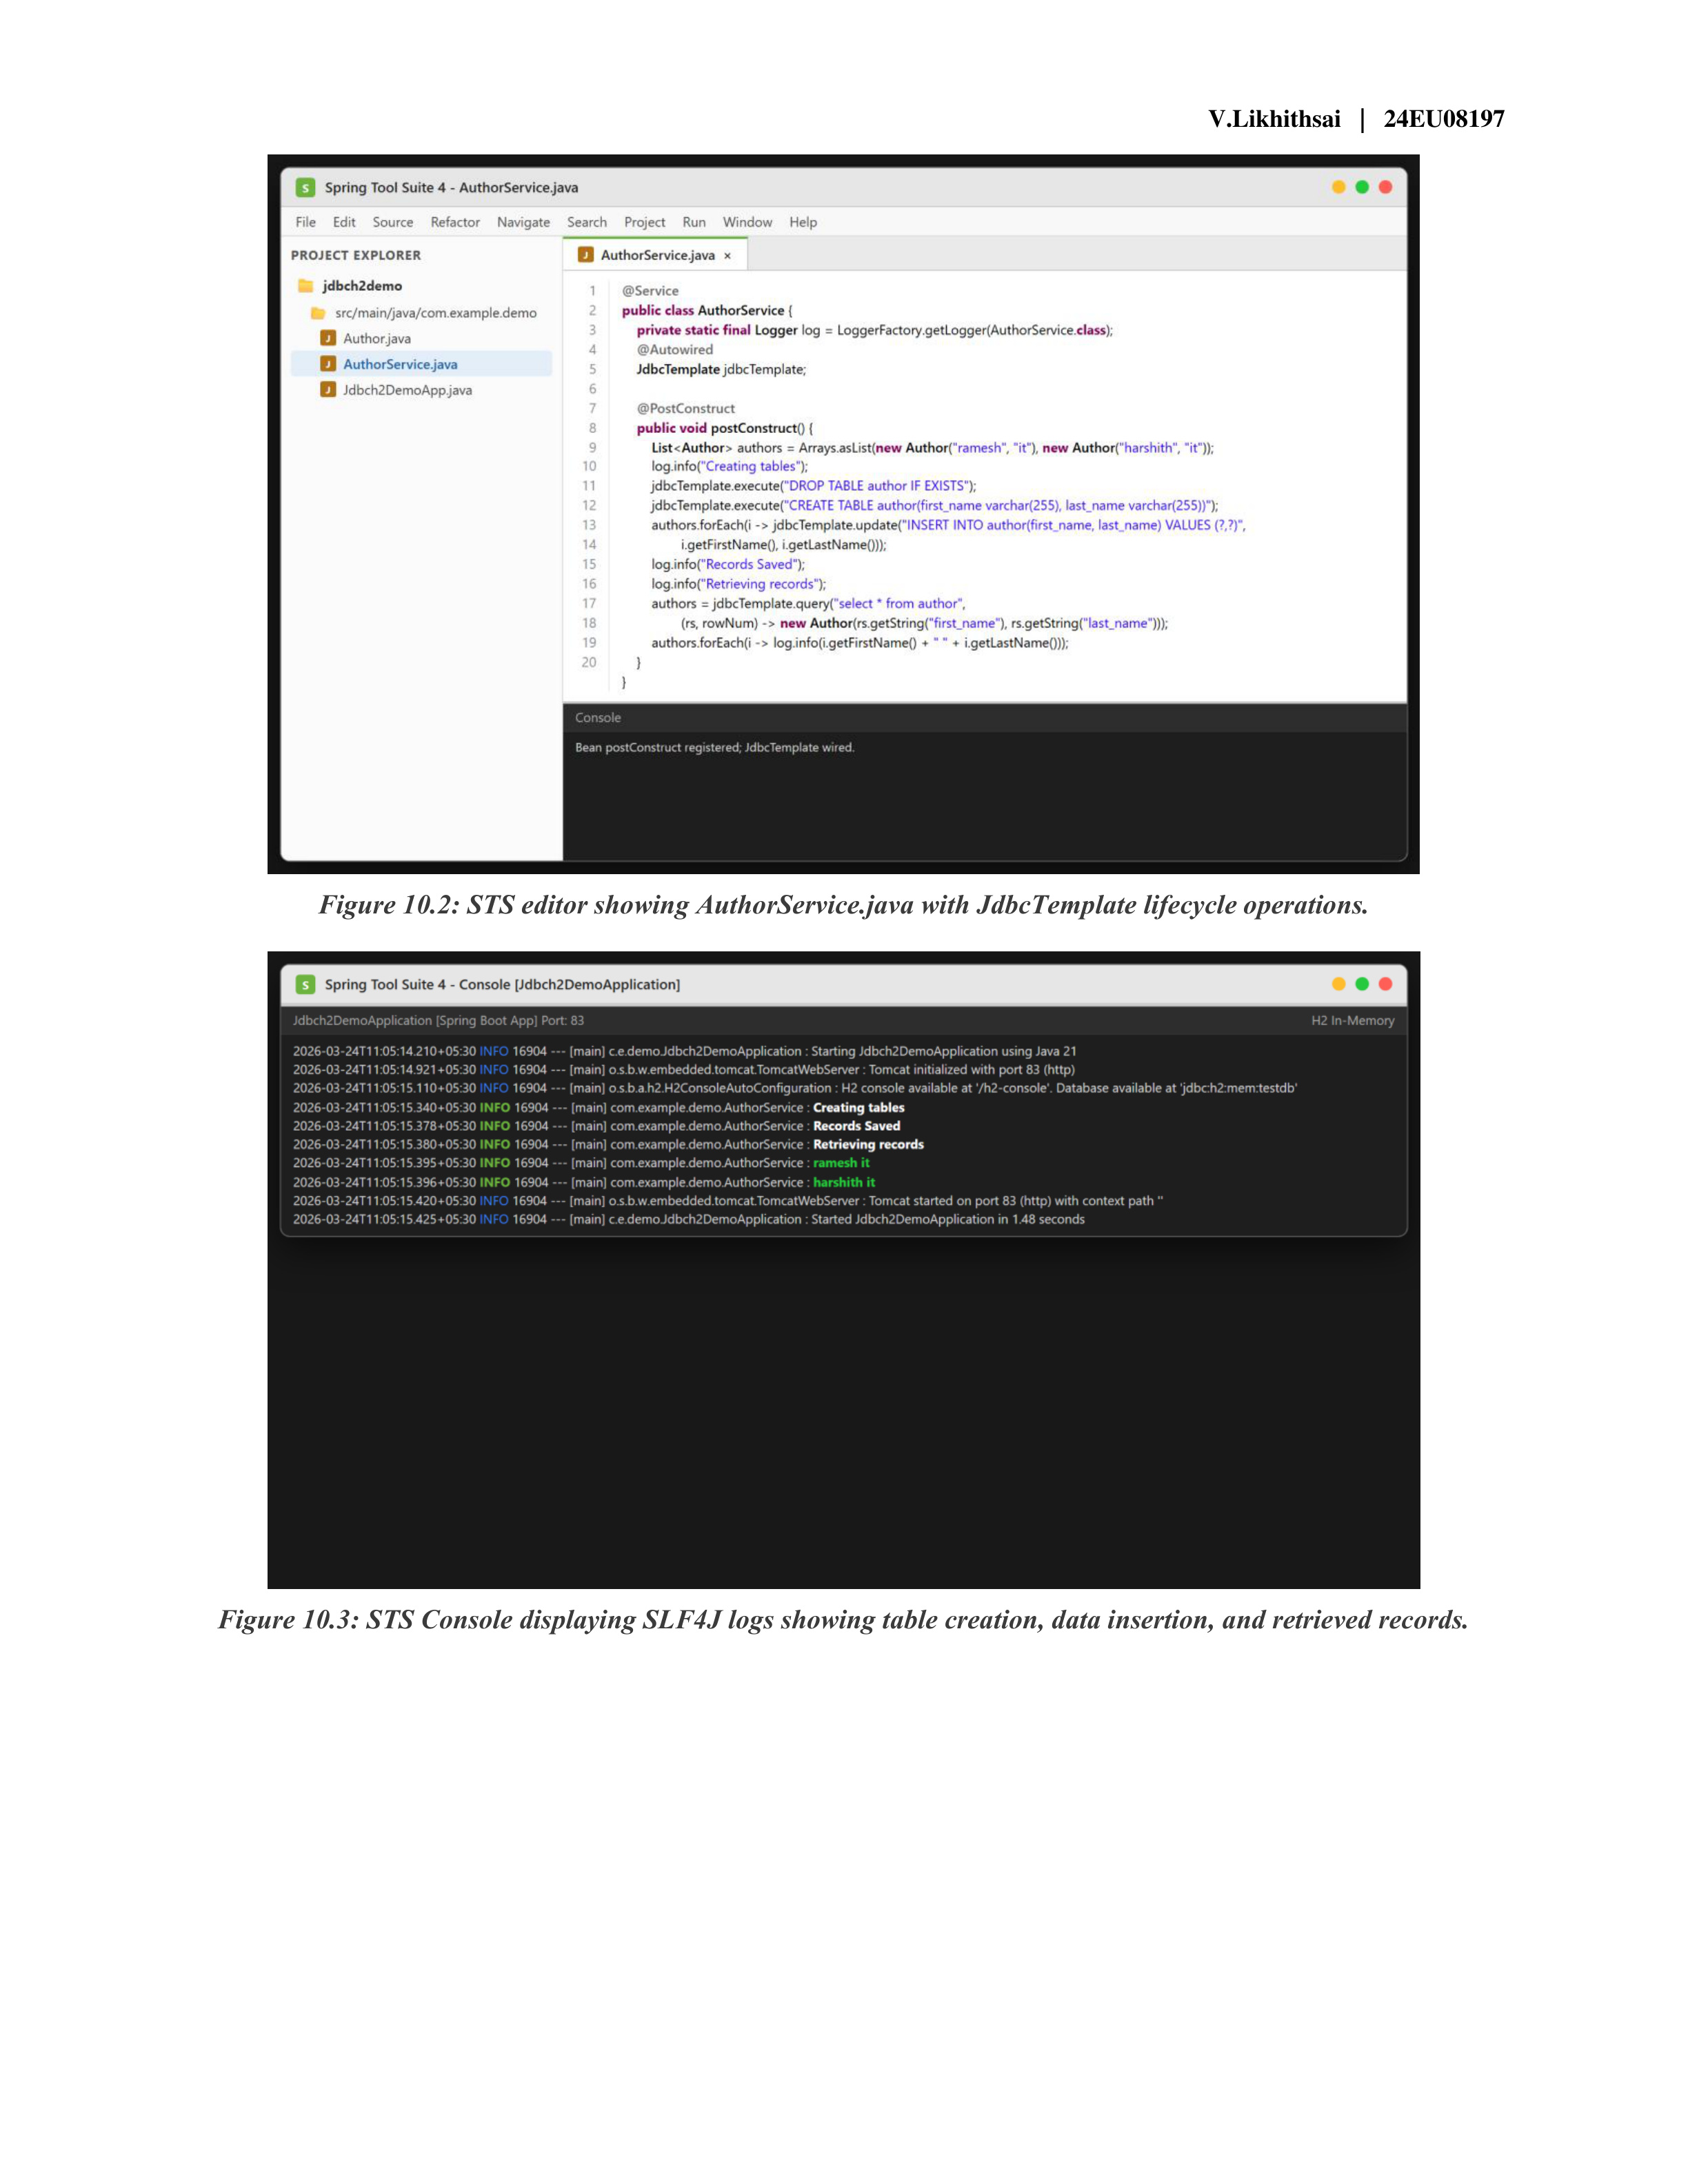 V.Likhithsai | 24EU08197
S Spring Tool Suite 4 - AuthorService.java
File Edit Source Refactor Navigate Search Project Run Window Help
PROJECT EXPLORER
jdbch2demo
src/main/java/com.example.demo
J Author.java
J AuthorService.java
J Jdbch2DemoApp.java
J AuthorService.java ×
1 @Service
2 public class AuthorService {
3 private static final Logger log = LoggerFactory.getLogger(AuthorService.class);
4 @Autowired
5 JdbcTemplate jdbcTemplate;
6
7 @PostConstruct
8 public void postConstruct() {
9 List<Author> authors = Arrays.asList(new Author("ramesh", "it"), new Author("harshith", "it"));
10 log.info("Creating tables");
11 jdbcTemplate.execute("DROP TABLE author IF EXISTS");
12 jdbcTemplate.execute("CREATE TABLE author(first_name varchar(255), last_name varchar(255))");
13 authors.forEach(i -> jdbcTemplate.update("INSERT INTO author(first_name, last_name) VALUES (?,?)",
14 i.getFirstName(), i.getLastName()));
15 log.info("Records Saved");
16 log.info("Retrieving records");
17 authors = jdbcTemplate.query("select * from author",
18 (rs, rowNum) -> new Author(rs.getString("first_name"), rs.getString("last_name")));
19 authors.forEach(i -> log.info(i.getFirstName() + " " + i.getLastName()));
20 }
}
Console
Bean postConstruct registered; JdbcTemplate wired.
Figure 10.2: STS editor showing AuthorService.java with JdbcTemplate lifecycle operations.
S Spring Tool Suite 4 - Console [Jdbch2DemoApplication]
Jdbch2DemoApplication [Spring Boot App] Port: 83 H2 In-Memory
2026-03-24T11:05:14.210+05:30 INFO 16904 --- [main] c.e.demo.Jdbch2DemoApplication : Starting Jdbch2DemoApplication using Java 21
2026-03-24T11:05:14.921+05:30 INFO 16904 --- [main] o.s.b.w.embedded.tomcat.TomcatWebServer : Tomcat initialized with port 83 (http)
2026-03-24T11:05:15.110+05:30 INFO 16904 --- [main] o.s.b.a.h2.H2ConsoleAutoConfiguration : H2 console available at '/h2-console'. Database available at 'jdbc:h2:mem:testdb'
2026-03-24T11:05:15.340+05:30 INFO 16904 --- [main] com.example.demo.AuthorService : Creating tables
2026-03-24T11:05:15.378+05:30 INFO 16904 --- [main] com.example.demo.AuthorService : Records Saved
2026-03-24T11:05:15.380+05:30 INFO 16904 --- [main] com.example.demo.AuthorService : Retrieving records
2026-03-24T11:05:15.395+05:30 INFO 16904 --- [main] com.example.demo.AuthorService : ramesh it
2026-03-24T11:05:15.396+05:30 INFO 16904 --- [main] com.example.demo.AuthorService : harshith it
2026-03-24T11:05:15.420+05:30 INFO 16904 --- [main] o.s.b.w.embedded.tomcat.TomcatWebServer : Tomcat started on port 83 (http) with context path ''
2026-03-24T11:05:15.425+05:30 INFO 16904 --- [main] c.e.demo.Jdbch2DemoApplication : Started Jdbch2DemoApplication in 1.48 seconds
Figure 10.3: STS Console displaying SLF4J logs showing table creation, data insertion, and retrieved records.